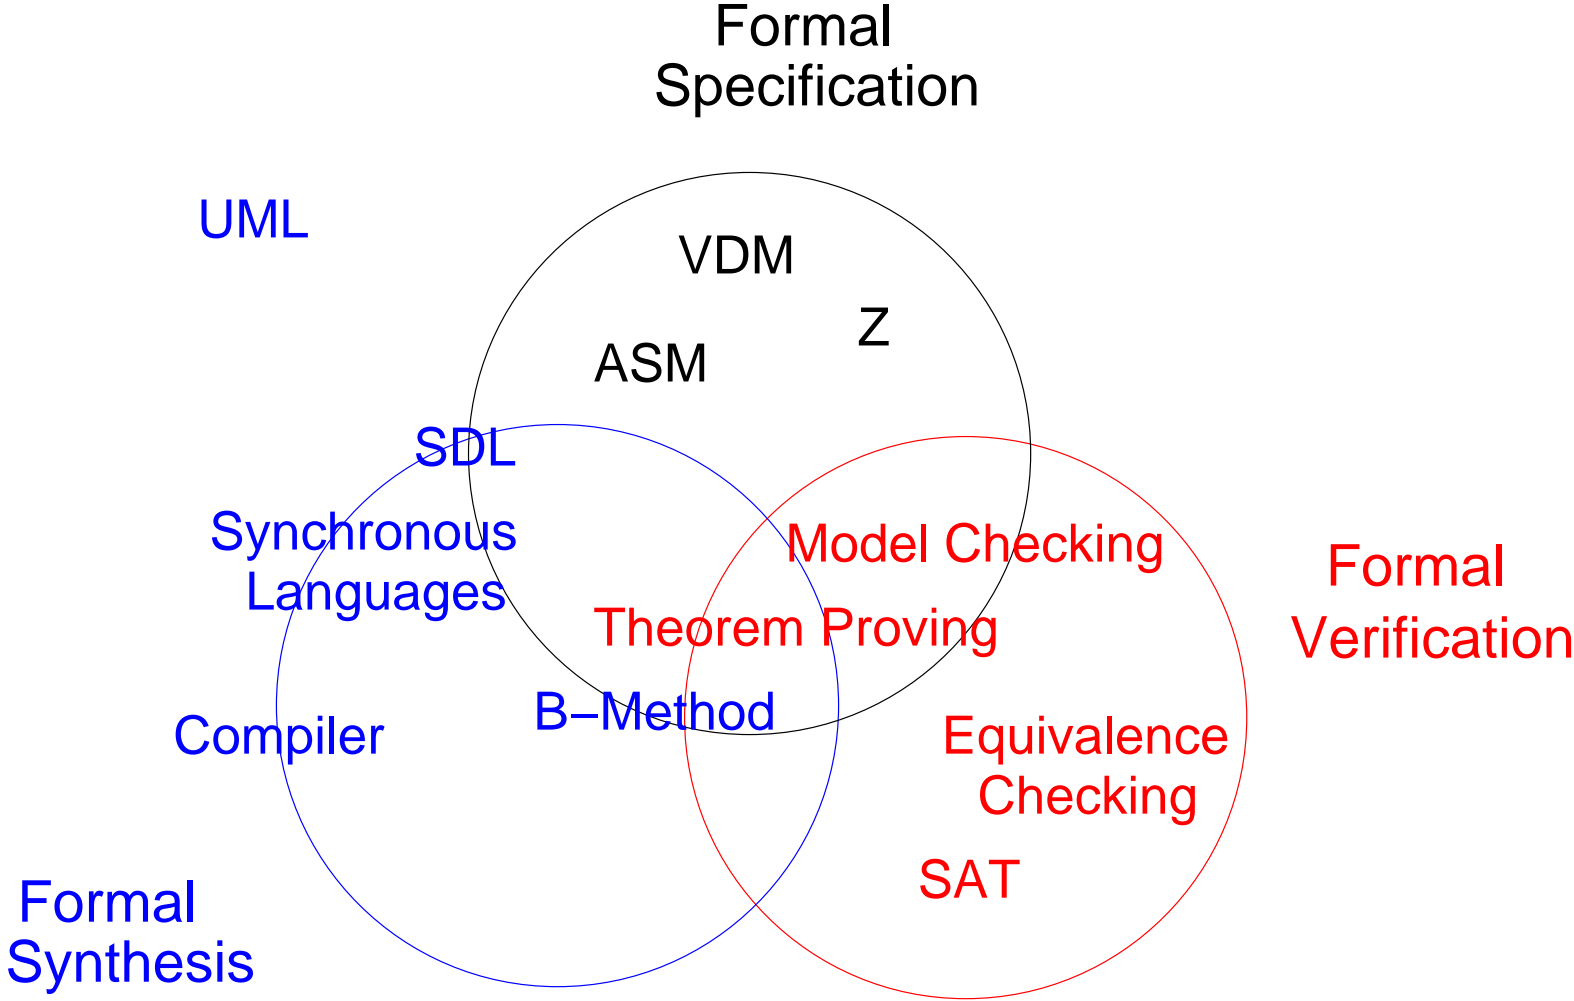 Formal
Specification
UML
VDM
Z
ASM
SDL
Synchronous
Languages
Model Checking
Formal
Verification
Theorem Proving
B–Method
Compiler
Equivalence
Checking
SAT
Formal
Synthesis